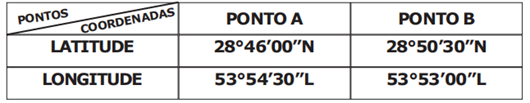 PONTOS COORDENADAS PONTO A PONTO B
LATITUDE 28°46′00″N 28°50′30″N
LONGITUDE 53°54′30″L 53°53′00″L